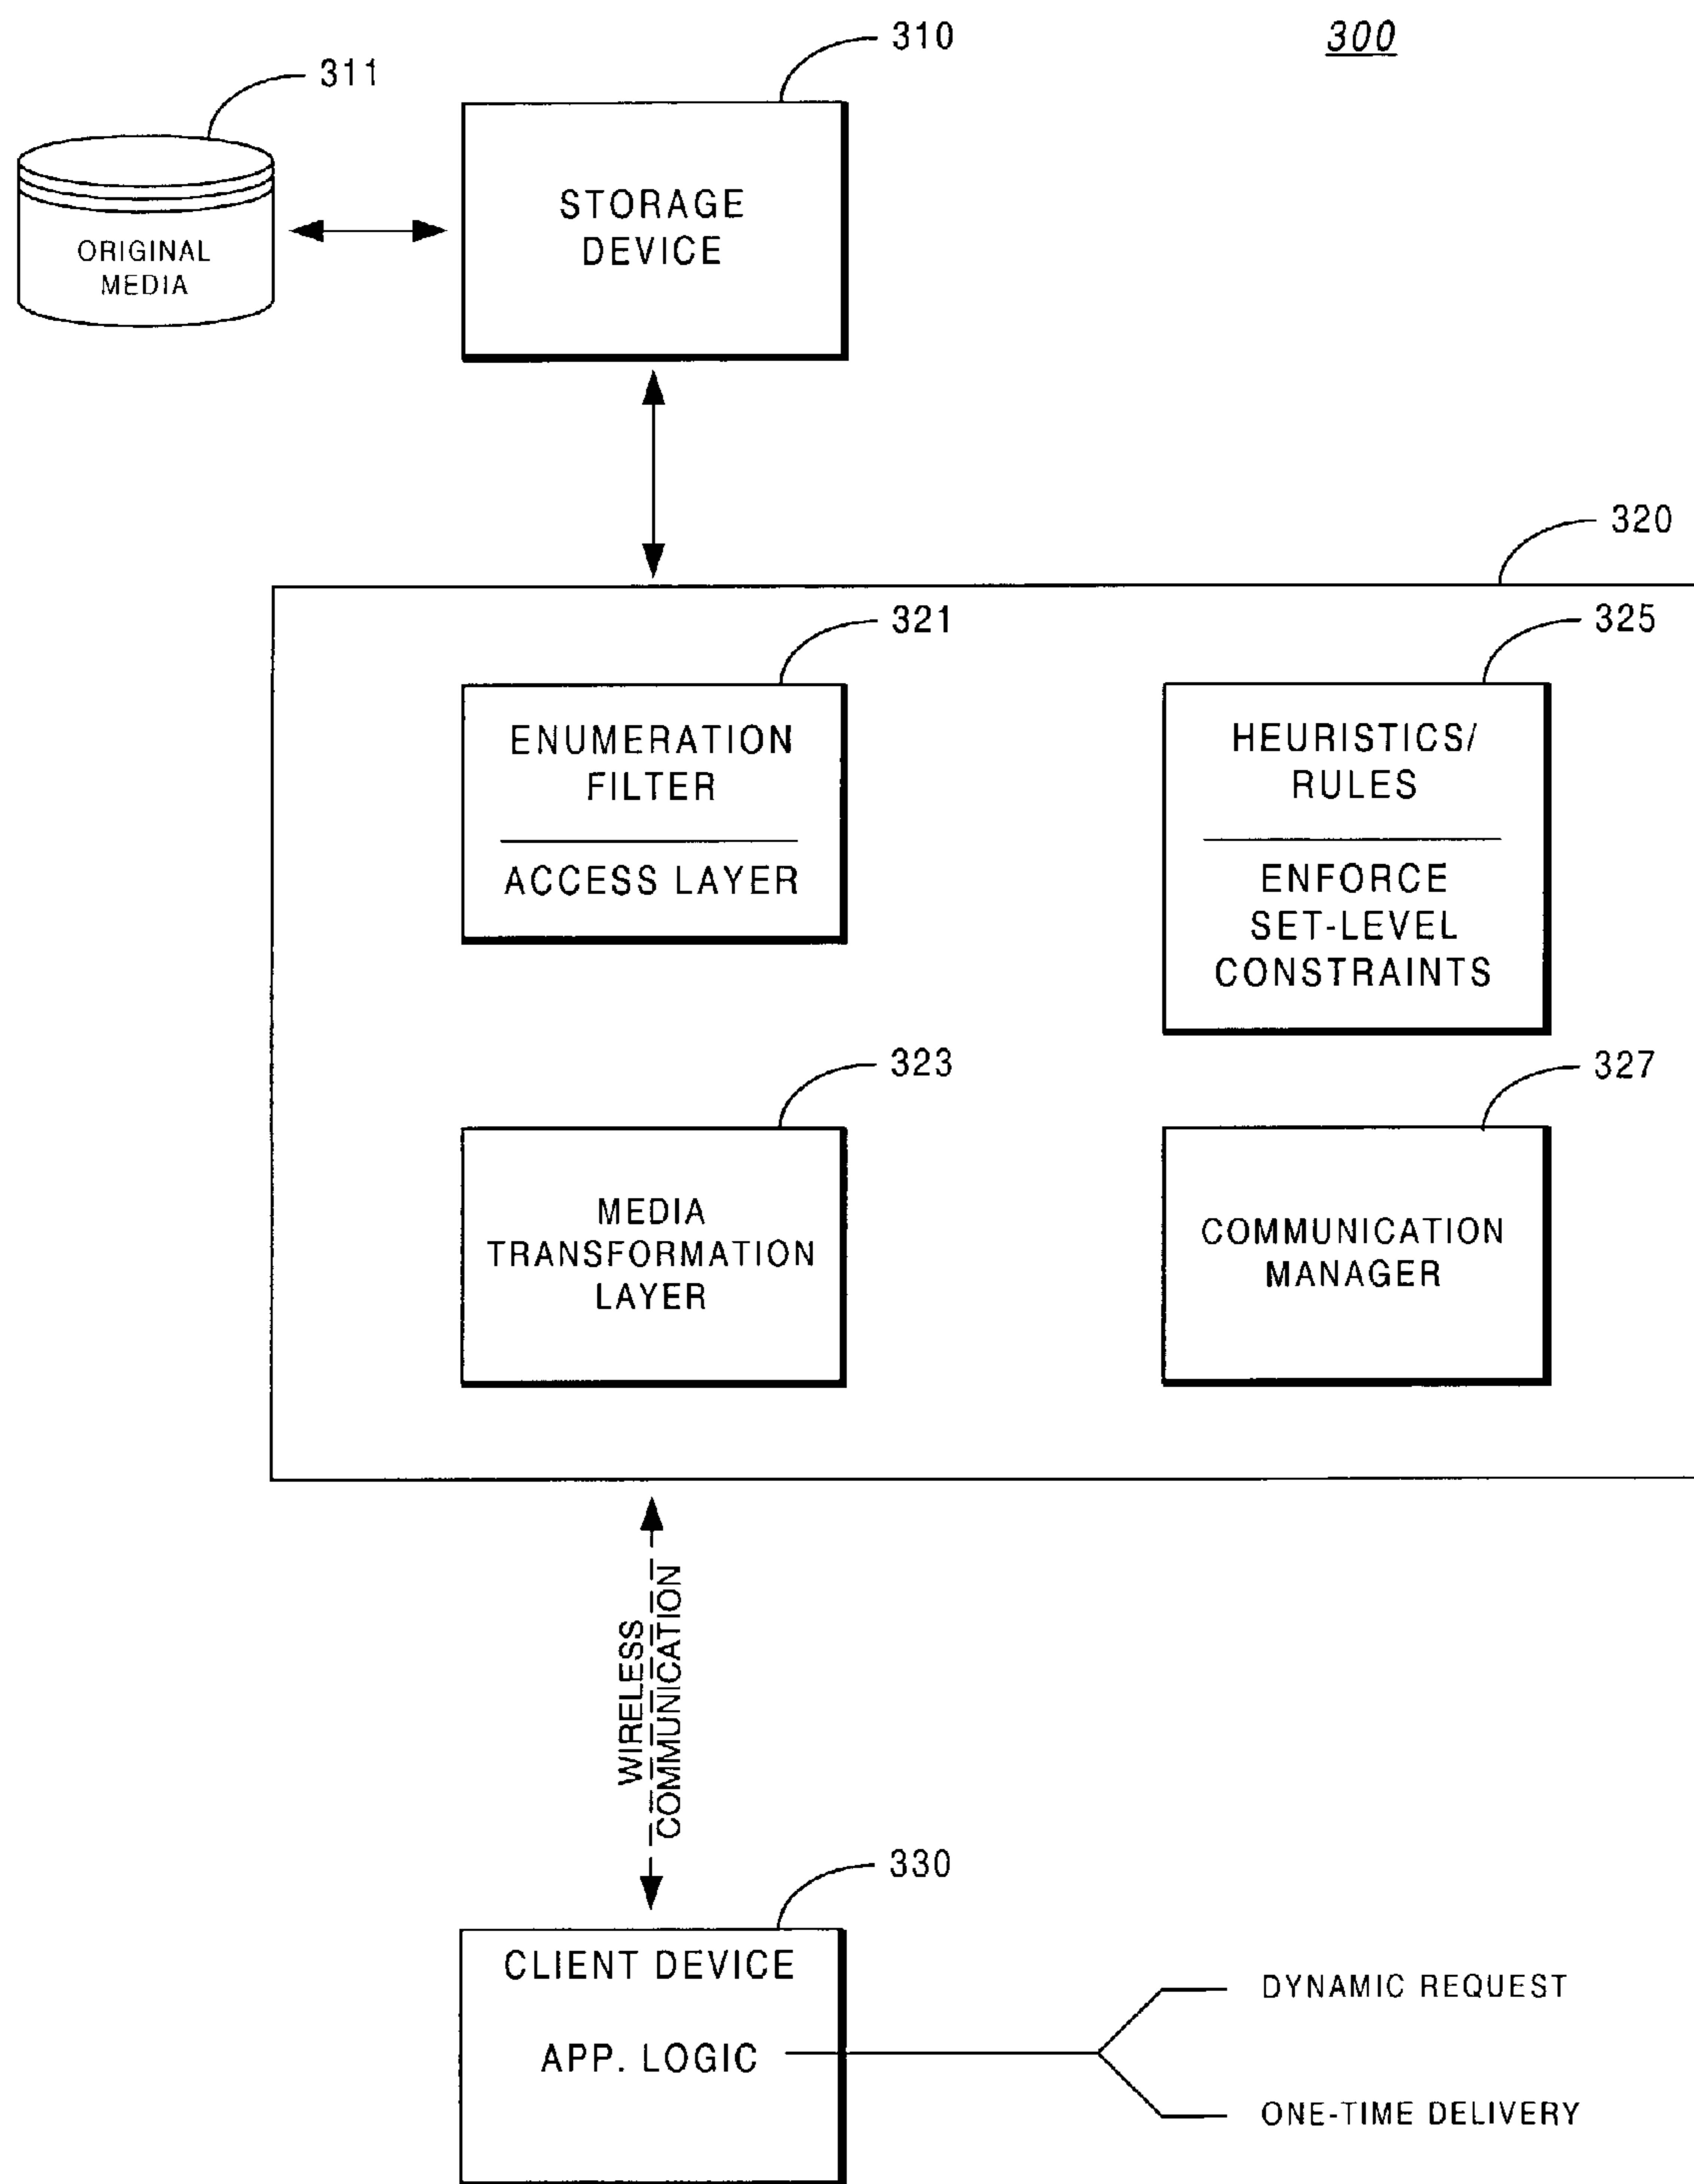 300
310
311
STORAGE
DEVICE
ORIGINAL
MEDIA
320
321
325
ENUMERATION
FILTER
ACCESS LAYER
HEURISTICS/
RULES
ENFORCE
SET-LEVEL
CONSTRAINTS
323
327
MEDIA
TRANSFORMATION
LAYER
COMMUNICATION
MANAGER
WIRELESS
COMMUNICATION
330
CLIENT DEVICE
APP. LOGIC
DYNAMIC REQUEST
ONE-TIME DELIVERY